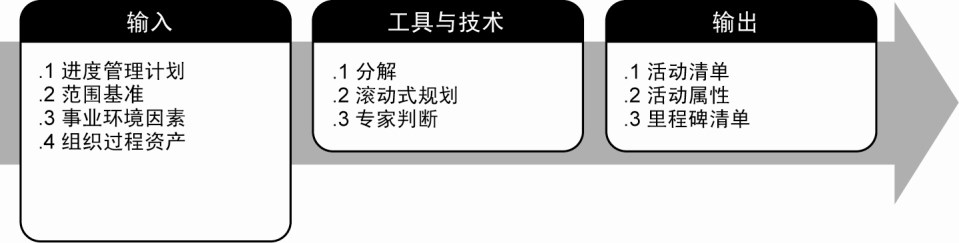 输入
.1 进度管理计划
.2 范围基准
.3 事业环境因素
.4 组织过程资产
工具与技术
.1 分解
.2 滚动式规划
.3 专家判断
输出
.1 活动清单
.2 活动属性
.3 里程碑清单